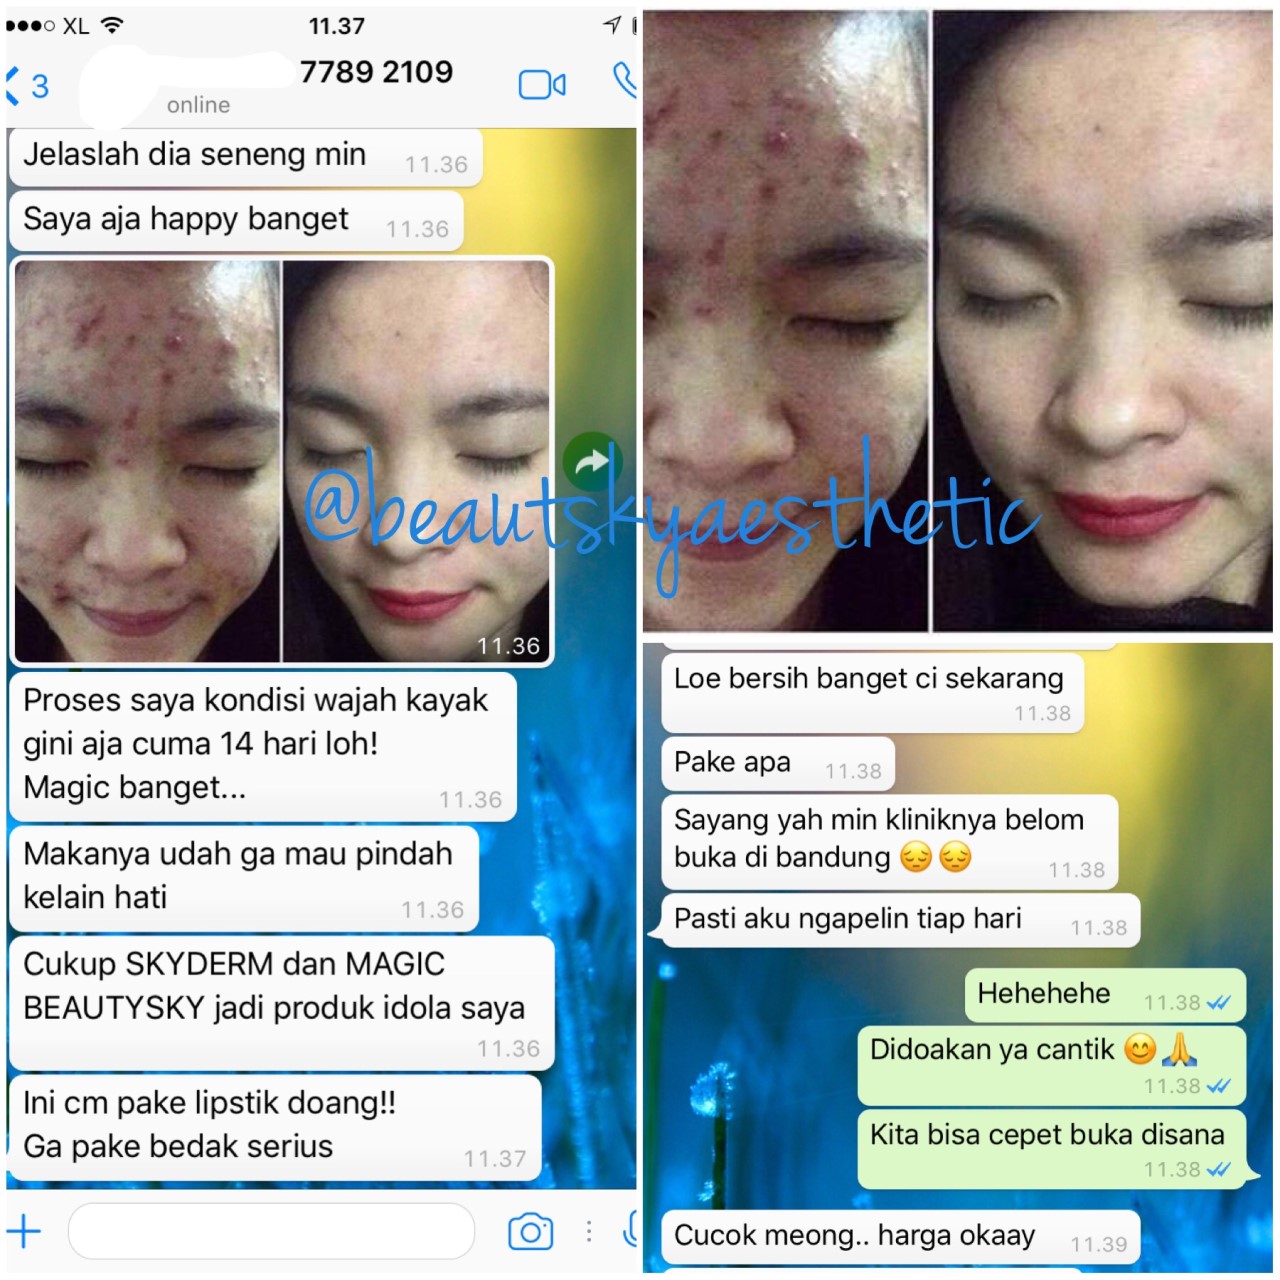 XL
11.37
3
7789 2109
online
Jelaslah dia seneng min
11.36
Saya aja happy banget
11.36
11.36
Proses saya kondisi wajah kayak
gini aja cuma 14 hari loh!
Magic banget...
11.36
Makanya udah ga mau pindah
kelain hati
11.36
Cukup SKYDERM dan MAGIC
BEAUTYSKY jadi produk idola saya
11.36
Ini cm pake lipstik doang!!
Ga pake bedak serius
11.37
@beautskyaesthetic
Loe bersih banget ci sekarang
11.38
Pake apa
11.38
Sayang yah min kliniknya belom
buka di bandung 😔😔
11.38
Pasti aku ngapelin tiap hari
11.38
Hehehehe
11.38
Didoakan ya cantik 😊🙏
11.38
Kita bisa cepet buka disana
11.38
Cucok meong.. harga okaay
11.39